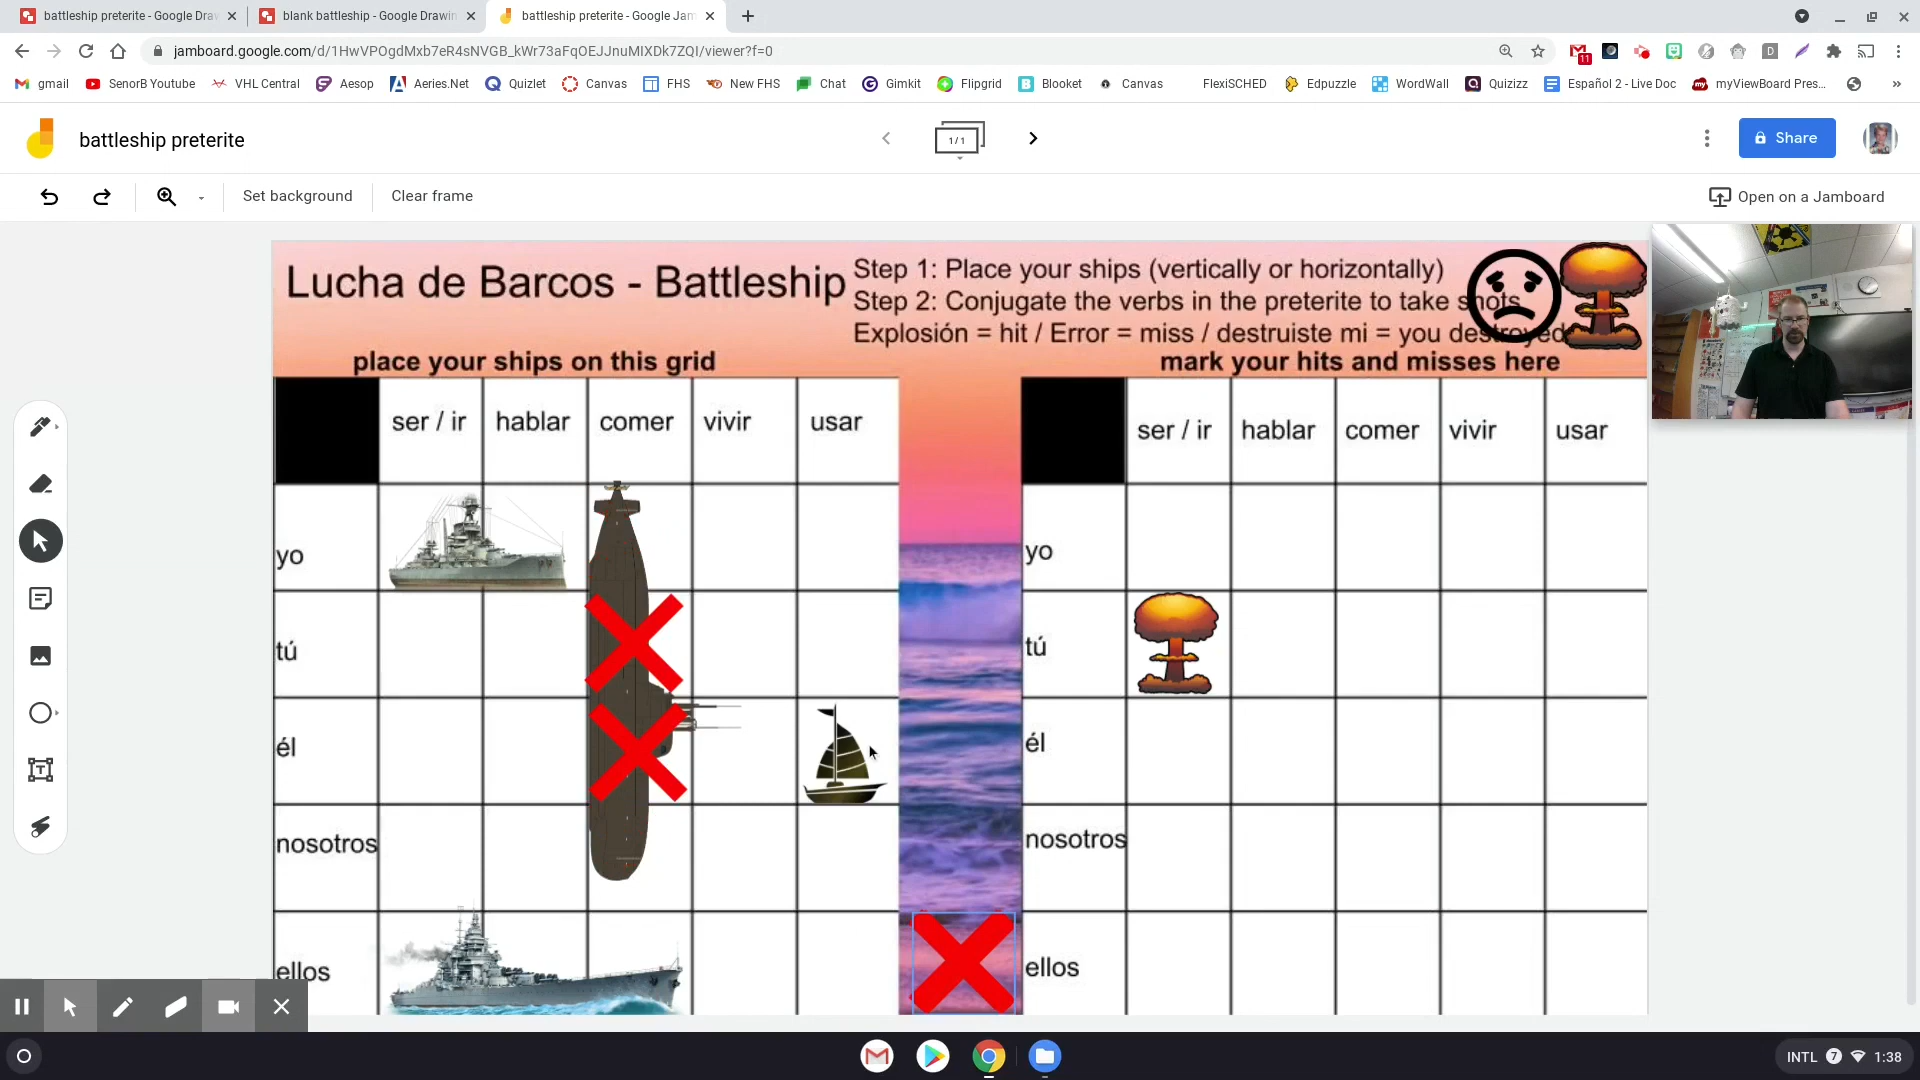 battleship preterite - Google Drav
blank battleship - Google Drawin
battleship preterite - Google Jam
jamboard.google.com/d/1HwVPOgdMxb7eR4sNVGB_kWr73aFqOEJJnuMIXDk7ZQI/viewer?f=0
11
gmail
SenorB Youtube
VHL Central
Aesop
Aeries.Net
Quizlet
Canvas
FHS
New FHS
Chat
Gimkit
Flipgrid
Blooket
Canvas
FlexiSCHED
Edpuzzle
WordWall
Quizizz
Español 2 - Live Doc
myViewBoard Pres...
battleship preterite
1 / 1
Share
Set background
Clear frame
Open on a Jamboard
Lucha de Barcos - Battleship
Step 1: Place your ships (vertically or horizontally)
Step 2: Conjugate the verbs in the preterite to take shots
Explosión = hit / Error = miss / destruiste mi = you destroyed
place your ships on this grid
mark your hits and misses here
ser / ir hablar comer vivir usar
ser / ir hablar comer vivir usar
yo
yo
tú
tú
él
él
nosotros
nosotros
ellos
ellos
INTL 7 1:38